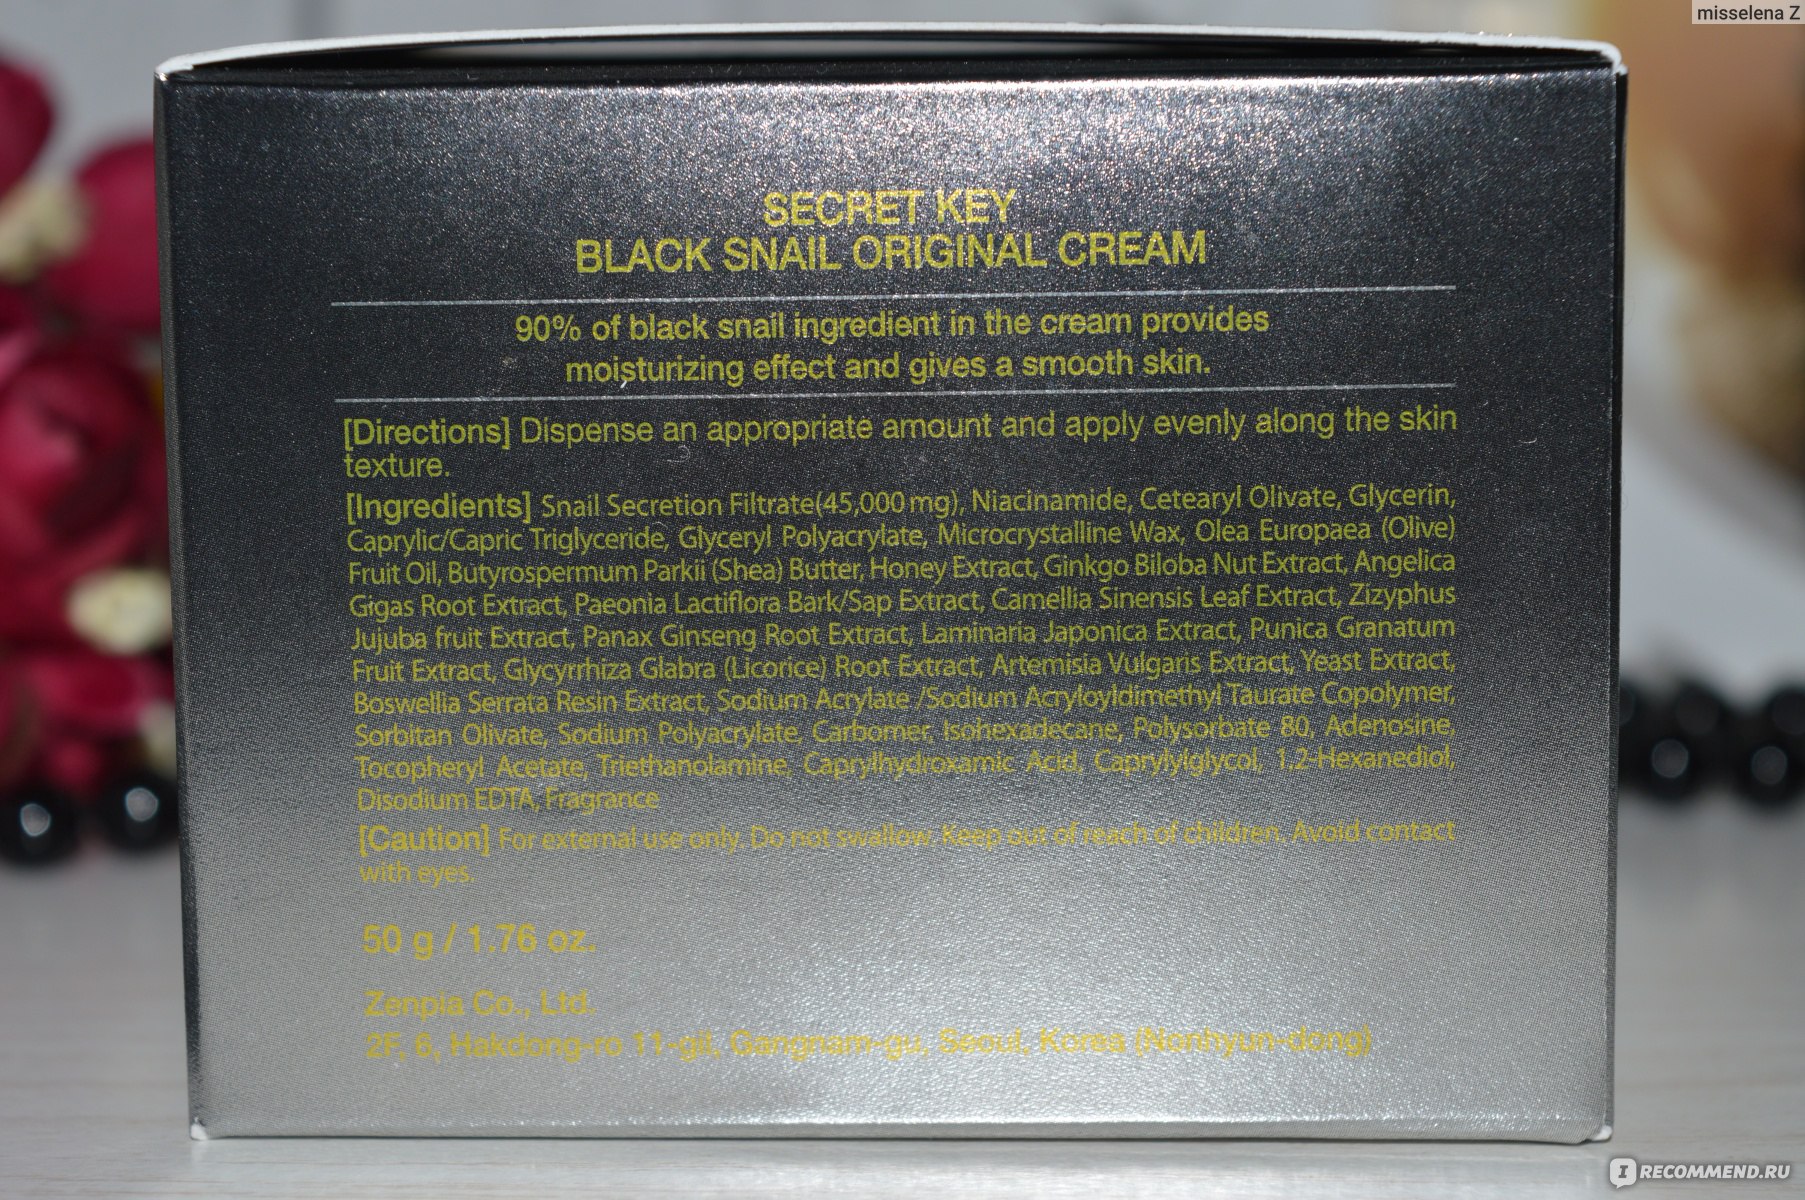 misselena Z
SECRET KEY
BLACK SNAIL ORIGINAL CREAM
90% of black snail ingredient in the cream provides
moisturizing effect and gives a smooth skin.
[Directions] Dispense an appropriate amount and apply evenly along the skin
texture.
[Ingredients] Snail Secretion Filtrate(45,000mg), Niacinamide, Cetearyl Olivate, Glycerin,
Caprylic/Capric Triglyceride, Glyceryl Polyacrylate, Microcrystalline Wax, Olea Europaea (Olive)
Fruit Oil, Butyrospermum Parkii (Shea) Butter, Honey Extract, Ginkgo Biloba Nut Extract, Angelica
Gigas Root Extract, Paeonia Lactiflora Bark/Sap Extract, Camellia Sinensis Leaf Extract, Zizyphus
Jujuba fruit Extract, Panax Ginseng Root Extract, Laminaria Japonica Extract, Punica Granatum
Fruit Extract, Glycyrrhiza Glabra (Licorice) Root Extract, Artemisia Vulgaris Extract, Yeast Extract,
Boswellia Serrata Resin Extract, Sodium Acrylate /Sodium Acryloyldimethyl Taurate Copolymer,
Sorbitan Olivate, Sodium Polyacrylate, Carbomer, Isohexadecane, Polysorbate 80, Adenosine,
Tocopheryl Acetate, Triethanolamine, Caprylhydroxamic Acid, Caprylylglycol, 1,2-Hexanediol,
Disodium EDTA, Fragrance
[Caution] For external use only. Do not swallow. Keep out of reach of children. Avoid contact
with eyes.
50 g / 1.76 oz.
Zenpia Co., Ltd.
2F, 6, Hakdong-ro 11-gil, Gangnam-gu, Seoul, Korea (Nonhyun-dong)
IRECOMMEND.RU